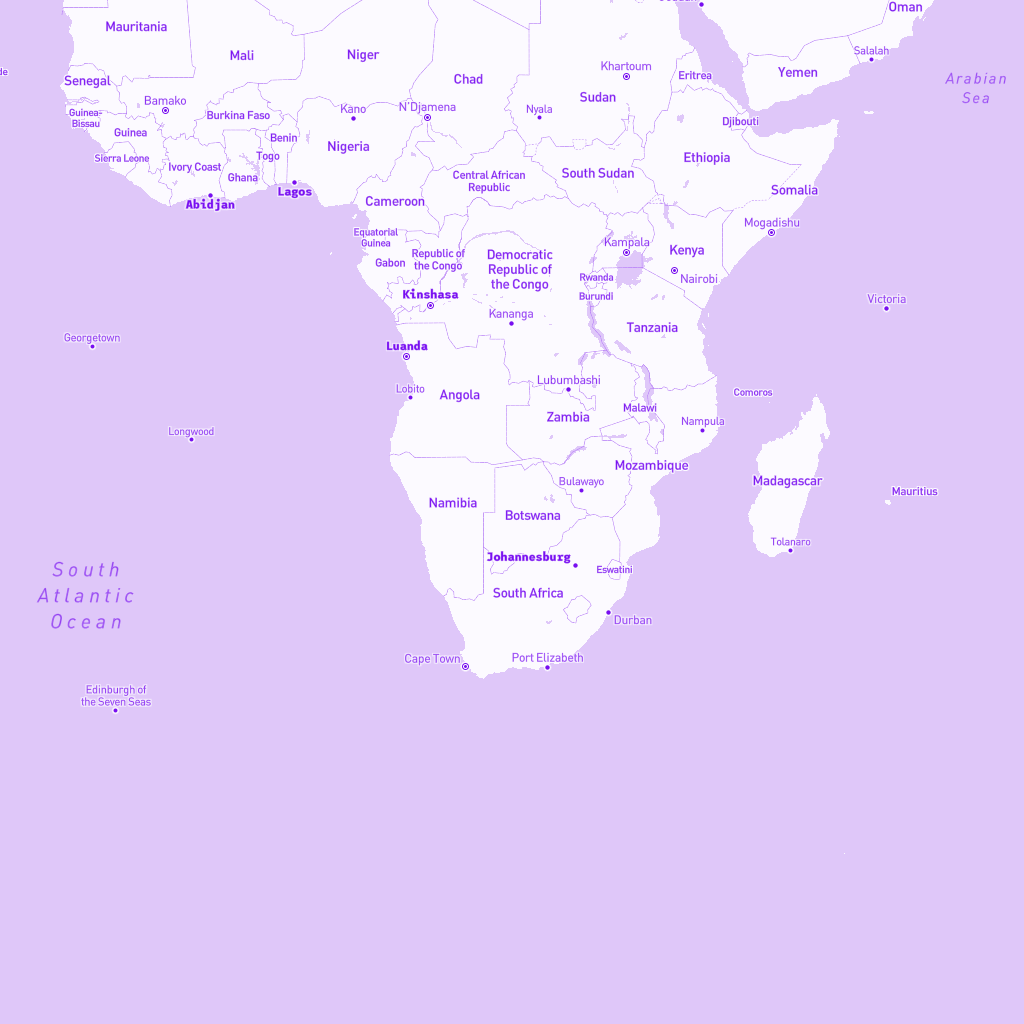 Oman
Mauritania
Mali
Niger
Salalah
Khartoum
Yemen
Eritrea
Arabian
Sea
Senegal
Chad
Sudan
Bamako
Kano
N'Djamena
Nyala
Guinea-
Bissau
Burkina Faso
Djibouti
Guinea
Benin
Nigeria
Sierra Leone
Togo
Ivory Coast
Ghana
Ethiopia
Central African
Republic
South Sudan
Lagos
Somalia
Abidjan
Cameroon
Mogadishu
Equatorial
Guinea
Kampala
Kenya
Republic of
the Congo
Democratic
Republic of
the Congo
Gabon
Rwanda
Nairobi
Kinshasa
Burundi
Victoria
Kananga
Tanzania
Georgetown
Luanda
Lobito
Angola
Lubumbashi
Comoros
Malawi
Zambia
Nampula
Longwood
Mozambique
Bulawayo
Madagascar
Mauritius
Namibia
Botswana
Tolanaro
Johannesburg
Eswatini
South
Atlantic
Ocean
South Africa
Durban
Cape Town
Port Elizabeth
Edinburgh of
the Seven Seas